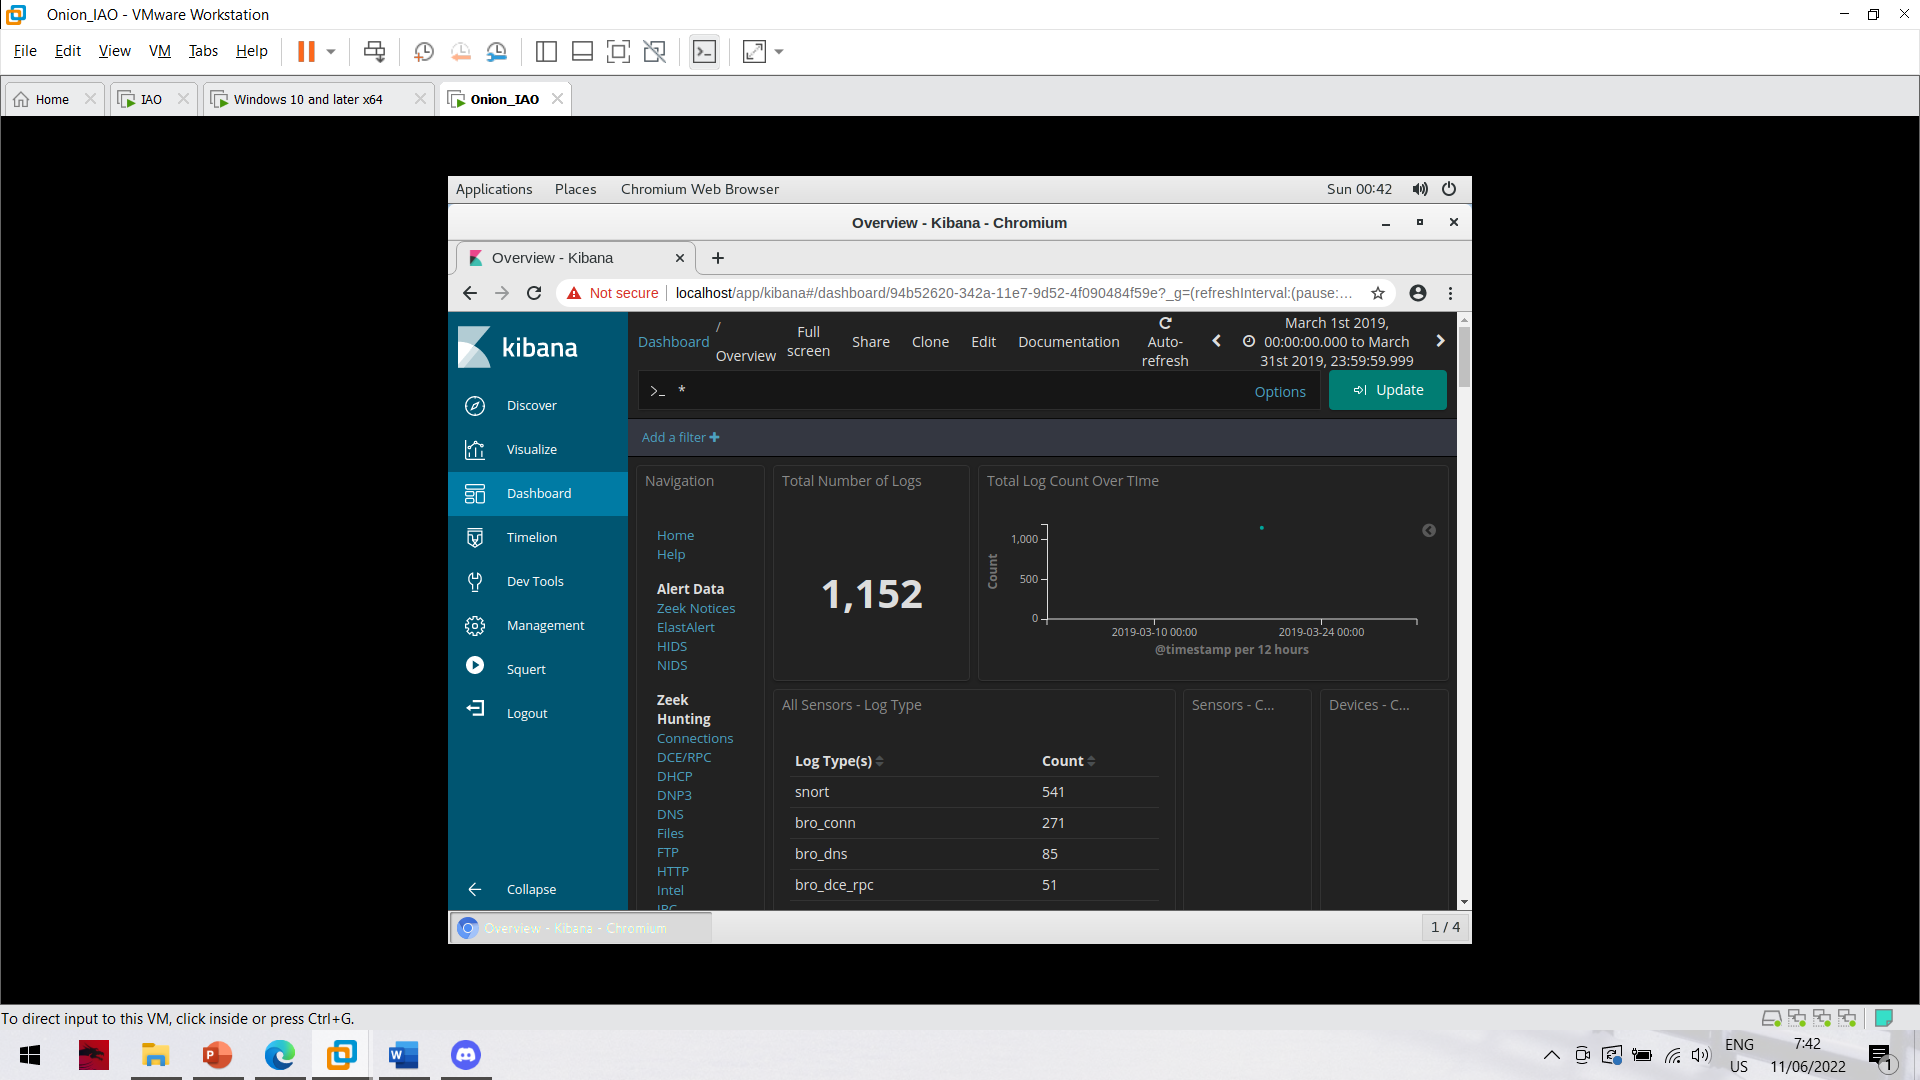 Onion_IAO - VMware Workstation
File Edit View VM Tabs Help
Home IAO Windows 10 and later x64 Onion_IAO
Applications Places Chromium Web Browser Sun 00:42
Overview - Kibana - Chromium
Overview - Kibana
Not secure localhost/app/kibana#/dashboard/94b52620-342a-11e7-9d52-4f090484f59e?_g=(refreshInterval:(pause:...
kibana
Discover
Visualize
Dashboard
Timelion
Dev Tools
Management
Squert
Logout
Collapse
Dashboard / Overview Full screen Share Clone Edit Documentation Auto-refresh
March 1st 2019,
00:00:00.000 to March
31st 2019, 23:59:59.999
>_ * Options Update
Add a filter +
Navigation
Home
Help
Alert Data
Zeek Notices
ElastAlert
HIDS
NIDS
Zeek
Hunting
Connections
DCE/RPC
DHCP
DNP3
DNS
Files
FTP
HTTP
Intel
IRC
Total Number of Logs
1,152
Total Log Count Over TIme
Count
1,000
500
0
2019-03-10 00:00 2019-03-24 00:00
@timestamp per 12 hours
All Sensors - Log Type
Log Type(s) Count
snort 541
bro_conn 271
bro_dns 85
bro_dce_rpc 51
Sensors - C...
Devices - C...
Overview - Kibana - Chromium
1 / 4
To direct input to this VM, click inside or press Ctrl+G.
ENG
US
7:42
11/06/2022
1